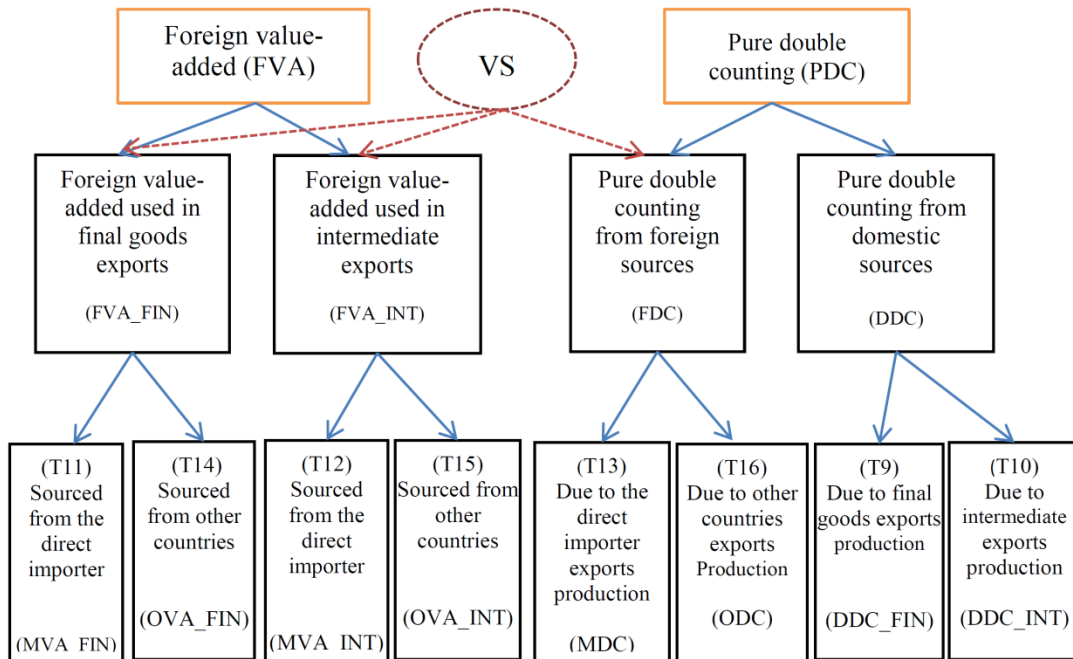 Foreign value-
added (FVA)
VS
Pure double
counting (PDC)
Foreign value-
added used in
final goods
exports
(FVA_FIN)
Foreign value-
added used in
intermediate
exports
(FVA_INT)
Pure double
counting
from foreign
sources
(FDC)
Pure double
counting from
domestic
sources
(DDC)
(T11)
Sourced
from the
direct
importer
(MVA_FIN)
(T14)
Sourced
from other
countries
(OVA_FIN)
(T12)
Sourced
from the
direct
importer
(MVA_INT)
(T15)
Sourced from
other
countries
(OVA_INT)
(T13)
Due to the
direct
importer
exports
production
(MDC)
(T16)
Due to other
countries
exports
Production
(ODC)
(T9)
Due to final
goods exports
production
(DDC_FIN)
(T10)
Due to
intermediate
exports
production
(DDC_INT)